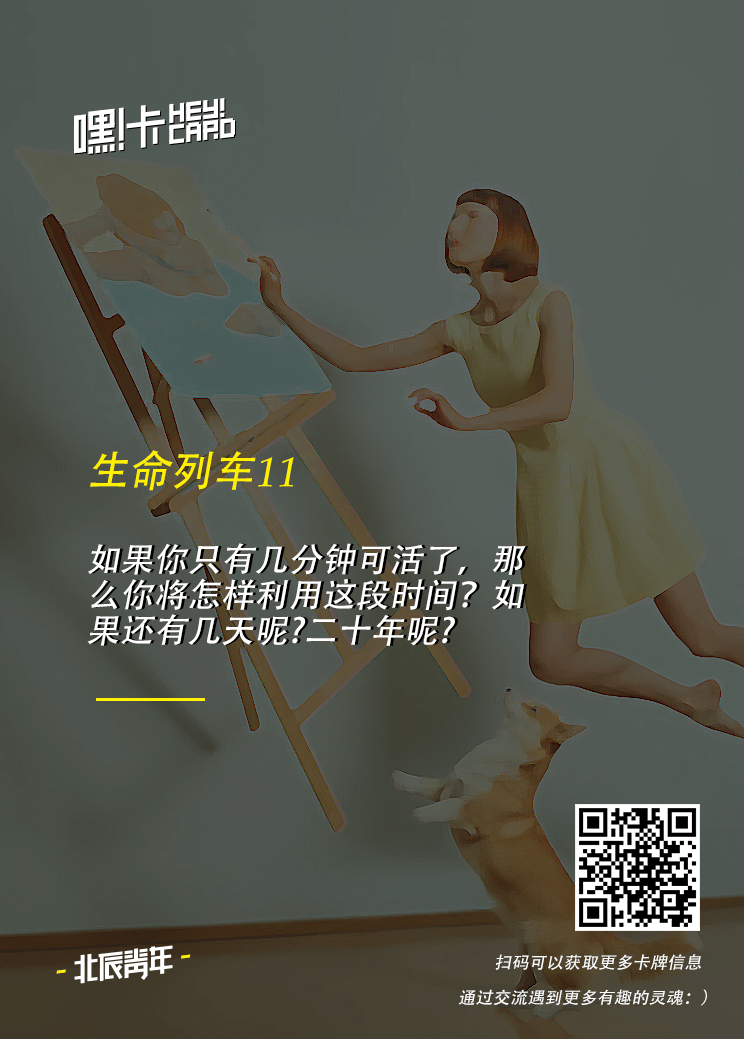 嘿!卡 HEY!
CARD
生命列车11
如果你只有几分钟可活了，那
么你将怎样利用这段时间？如
果还有几天呢?二十年呢?
- 北辰青年 -
扫码可以获取更多卡牌信息
通过交流遇到更多有趣的灵魂：）